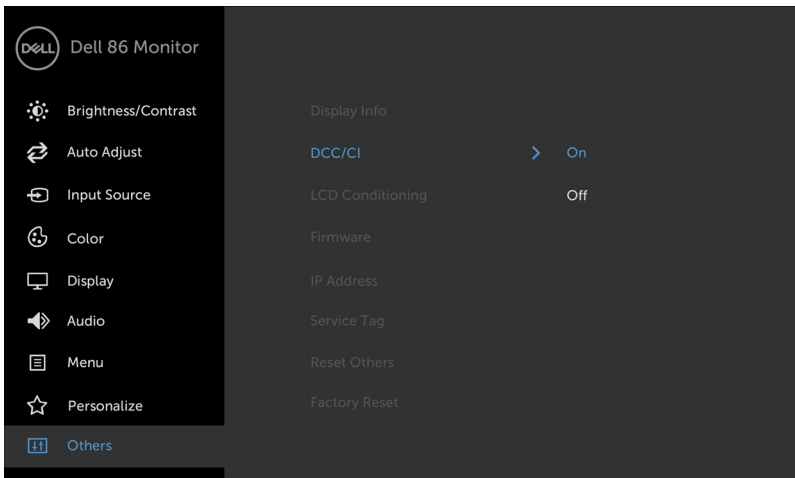 DELL
Dell 86 Monitor
Brightness/Contrast
Display Info
Auto Adjust
DCC/CI
On
Input Source
LCD Conditioning
Off
Color
Firmware
Display
IP Address
Audio
Service Tag
Menu
Reset Others
Personalize
Factory Reset
Others